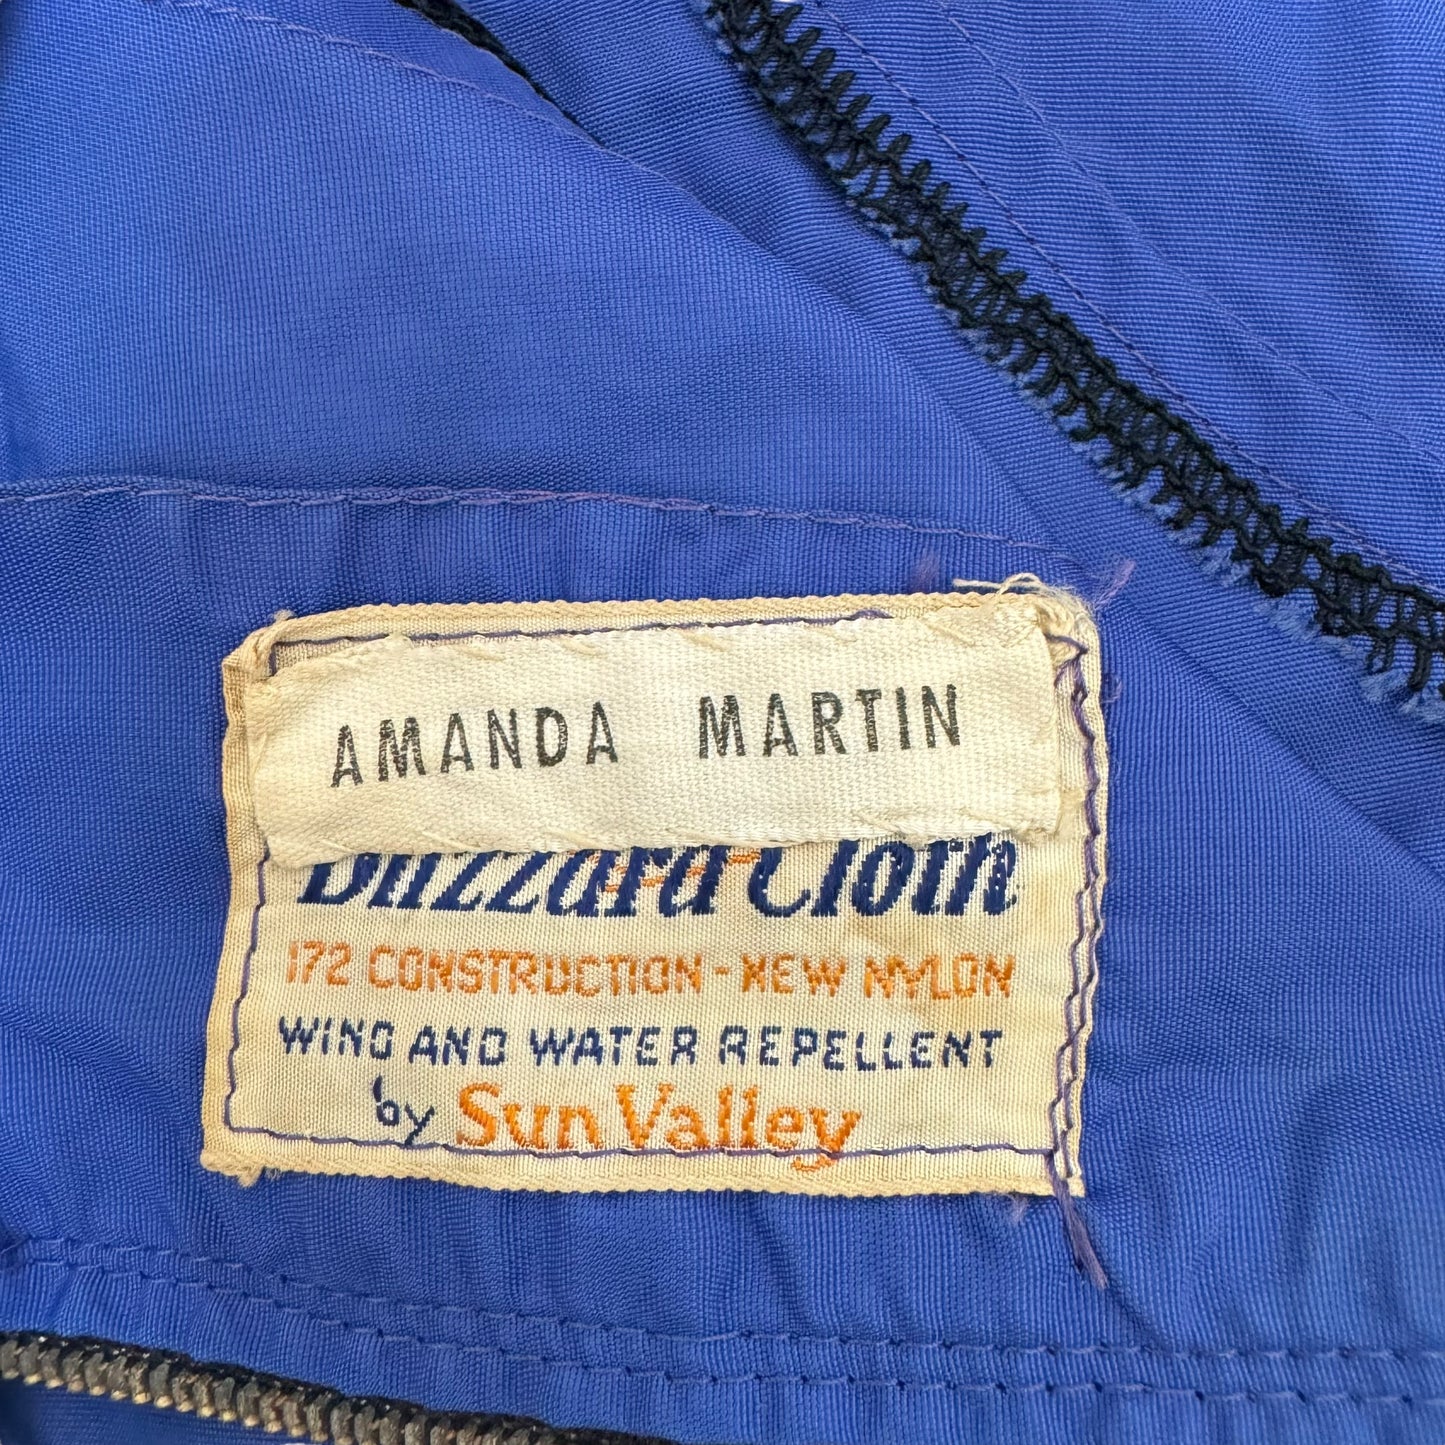 AMANDA MARTIN
Blizzard Cloth
172 CONSTRUCTION - NEW NYLON
WIND AND WATER REPELLENT
by Sun Valley